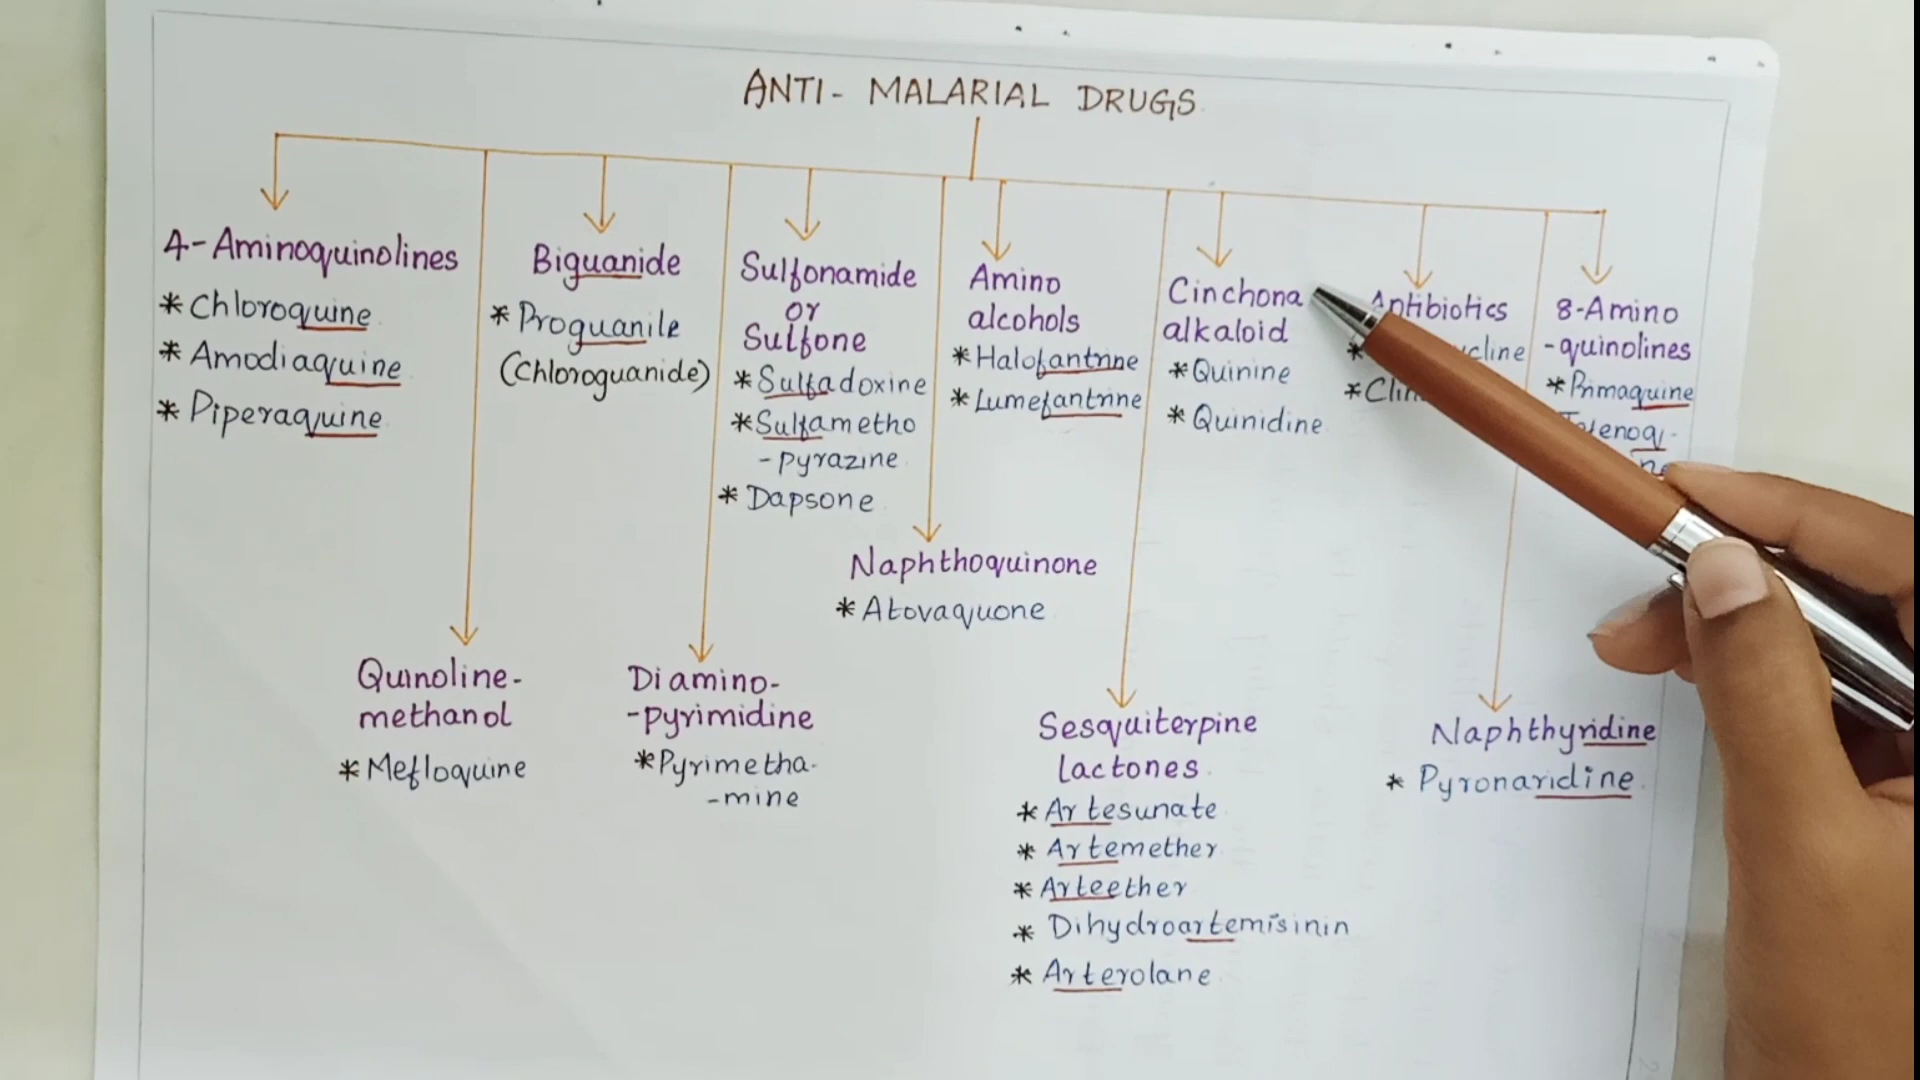 ANTI- MALARIAL DRUGS
4-Aminoquinolines
* Chloroquine
* Amodiaquine
* Piperaquine
Biguanide
* Proguanile
(Chloroguanide)
Sulfonamide
or
Sulfone
* Sulfadoxine
* Sulfametho
-pyrazine
* Dapsone
Amino
alcohols
* Halofantrine
* Lumefantrine
Cinchona
alkaloid
* Quinine
* Quinidine
Antibiotics
8-Amino
-quinolines
* Primaquine
Naphthoquinone
* Atovaquone
Quinoline-
methanol
* Mefloquine
Diamino-
-pyrimidine
* Pyrimetha-
-mine
Sesquiterpine
lactones
* Artesunate
* Artemether
* Arteether
* Dihydroartemisinin
* Arterolane
Naphthyridine
* Pyronaridine